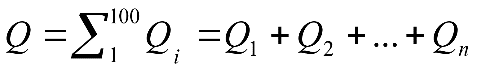 Q = ∑₁¹⁰⁰ Qᵢ = Q₁ + Q₂ + ... + Qₙ